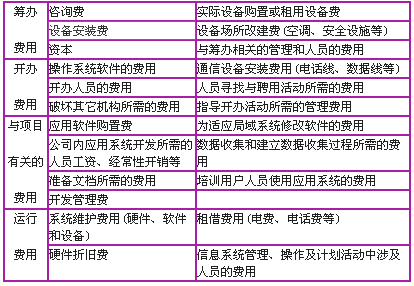 筹办 咨询费 实际设备购置或租用设备费
设备安装费 设备场所改建费(空调、安全设施等)
费用 资本 与筹办相关的管理和人员的费用
开办 操作系统软件的费用 通信设备安装费用(电话线、数据线等)
开办人员的费用 人员寻找与聘用活动所需的费用
费用 破坏其它机构所需的费用 指导开办活动所需的管理费用
与项目 应用软件购置费 为适应局域系统修改软件的费用
有关的 公司内应用系统开发所需的 数据收集和建立数据收集过程所需的费
人员工资、经常性开销等 用
准备文档所需的费用 培训用户人员使用应用系统的费用
费用 开发管理费
运行 系统维护费用(硬件、软件 租借费用(电费、电话费等)
和设备)
费用 硬件折旧费 信息系统管理、操作及计划活动中涉及
人员的费用